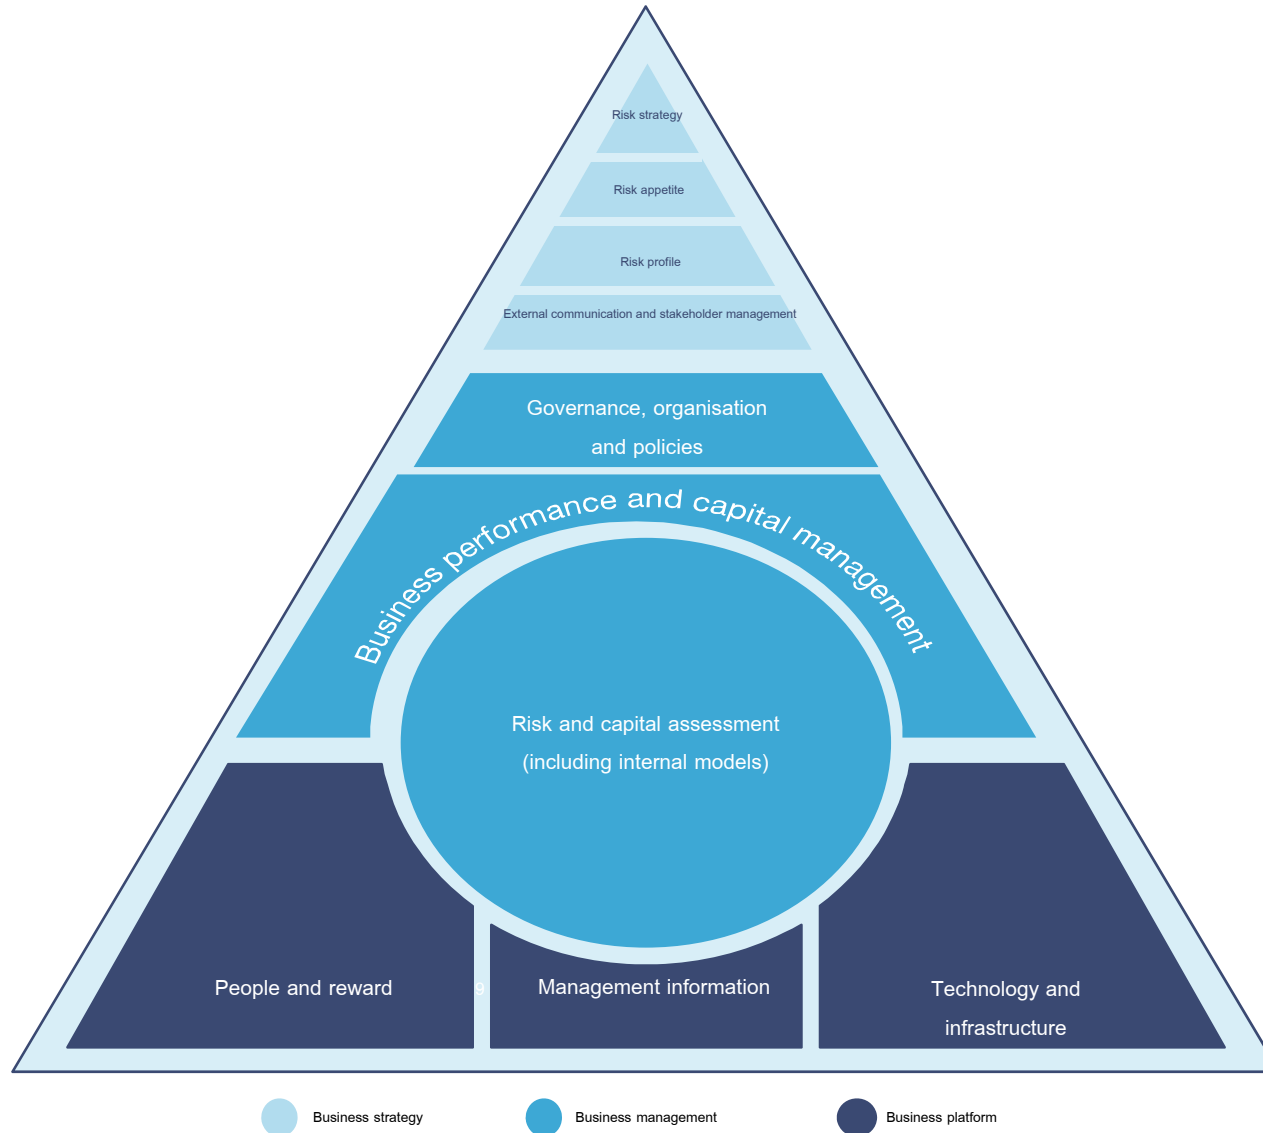 Risk strategy
Risk appetite
Risk profile
External communication and stakeholder management
Governance, organisation
and policies
Business performance and capital management
Risk and capital assessment
(including internal models)
People and reward
9
Management information
Technology and
infrastructure
Business strategy
Business management
Business platform